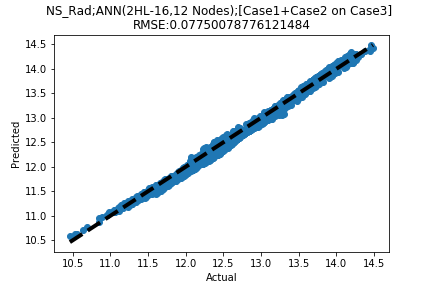 NS_Rad;ANN(2HL-16,12 Nodes);[Case1+Case2 on Case3]
RMSE:0.07750078776121484
14.5
14.0
13.5
13.0
12.5
12.0
11.5
11.0
10.5
Predicted
10.5 11.0 11.5 12.0 12.5 13.0 13.5 14.0 14.5
Actual